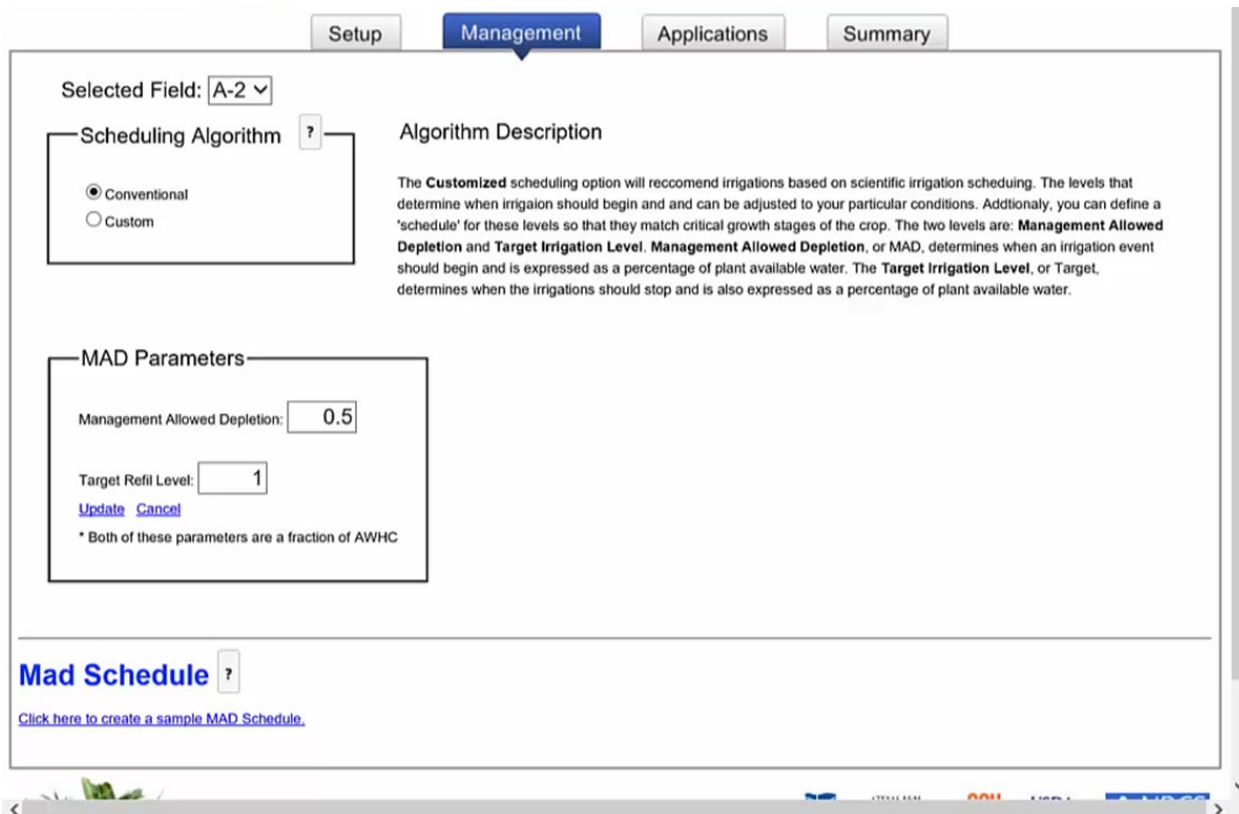 Setup Management Applications Summary
Selected Field: A-2
Scheduling Algorithm ?
Conventional
Custom
Algorithm Description
The Customized scheduling option will reccomend irrigations based on scientific irrigation scheduing. The levels that
determine when irrigaion should begin and and can be adjusted to your particular conditions. Addtionaly, you can define a
'schedule' for these levels so that they match critical growth stages of the crop. The two levels are: Management Allowed
Depletion and Target Irrigation Level. Management Allowed Depletion, or MAD, determines when an irrigation event
should begin and is expressed as a percentage of plant available water. The Target Irrigation Level, or Target,
determines when the irrigations should stop and is also expressed as a percentage of plant available water.
MAD Parameters
Management Allowed Depletion: 0.5
Target Refil Level: 1
Update Cancel
* Both of these parameters are a fraction of AWHC
Mad Schedule ?
Click here to create a sample MAD Schedule.